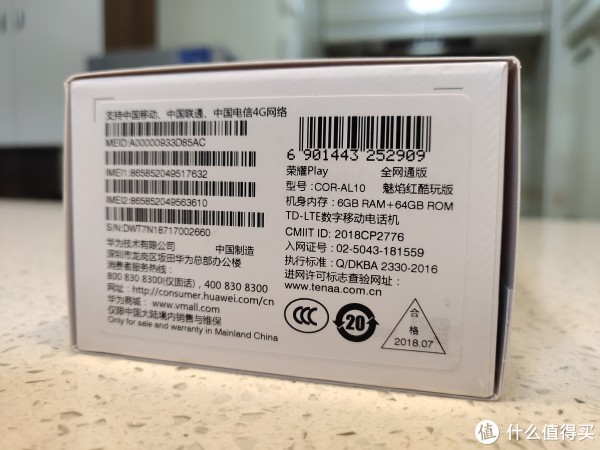 支持中国移动、中国联通、中国电信4G网络
MEID:A00000933D85AC
IMEI1:865852049517632
IMEI2:865852049563610
S/N:DWT7N18717002660
华为技术有限公司 中国制造
深圳市龙岗区坂田华为总部办公楼
消费者服务热线:
800 830 8300(仅固话), 400 830 8300
网址: http://consumer.huawei.com/cn
华为商城: www.vmall.com
仅限中国大陆境内销售与维保
Only for sale and warranty in Mainland China
6 901443 252909
荣耀Play 全网通版
型号: COR-AL10 魅焰红酷玩版
机身内存: 6GB RAM+64GB ROM
TD-LTE数字移动电话机
CMIIT ID: 2018CP2776
入网证号: 02-5043-181559
执行标准: Q/DKBA 2330-2016
进网许可标志查验网址:
www.tenaa.com.cn
CCC
20
合格
2018.07
值 什么值得买